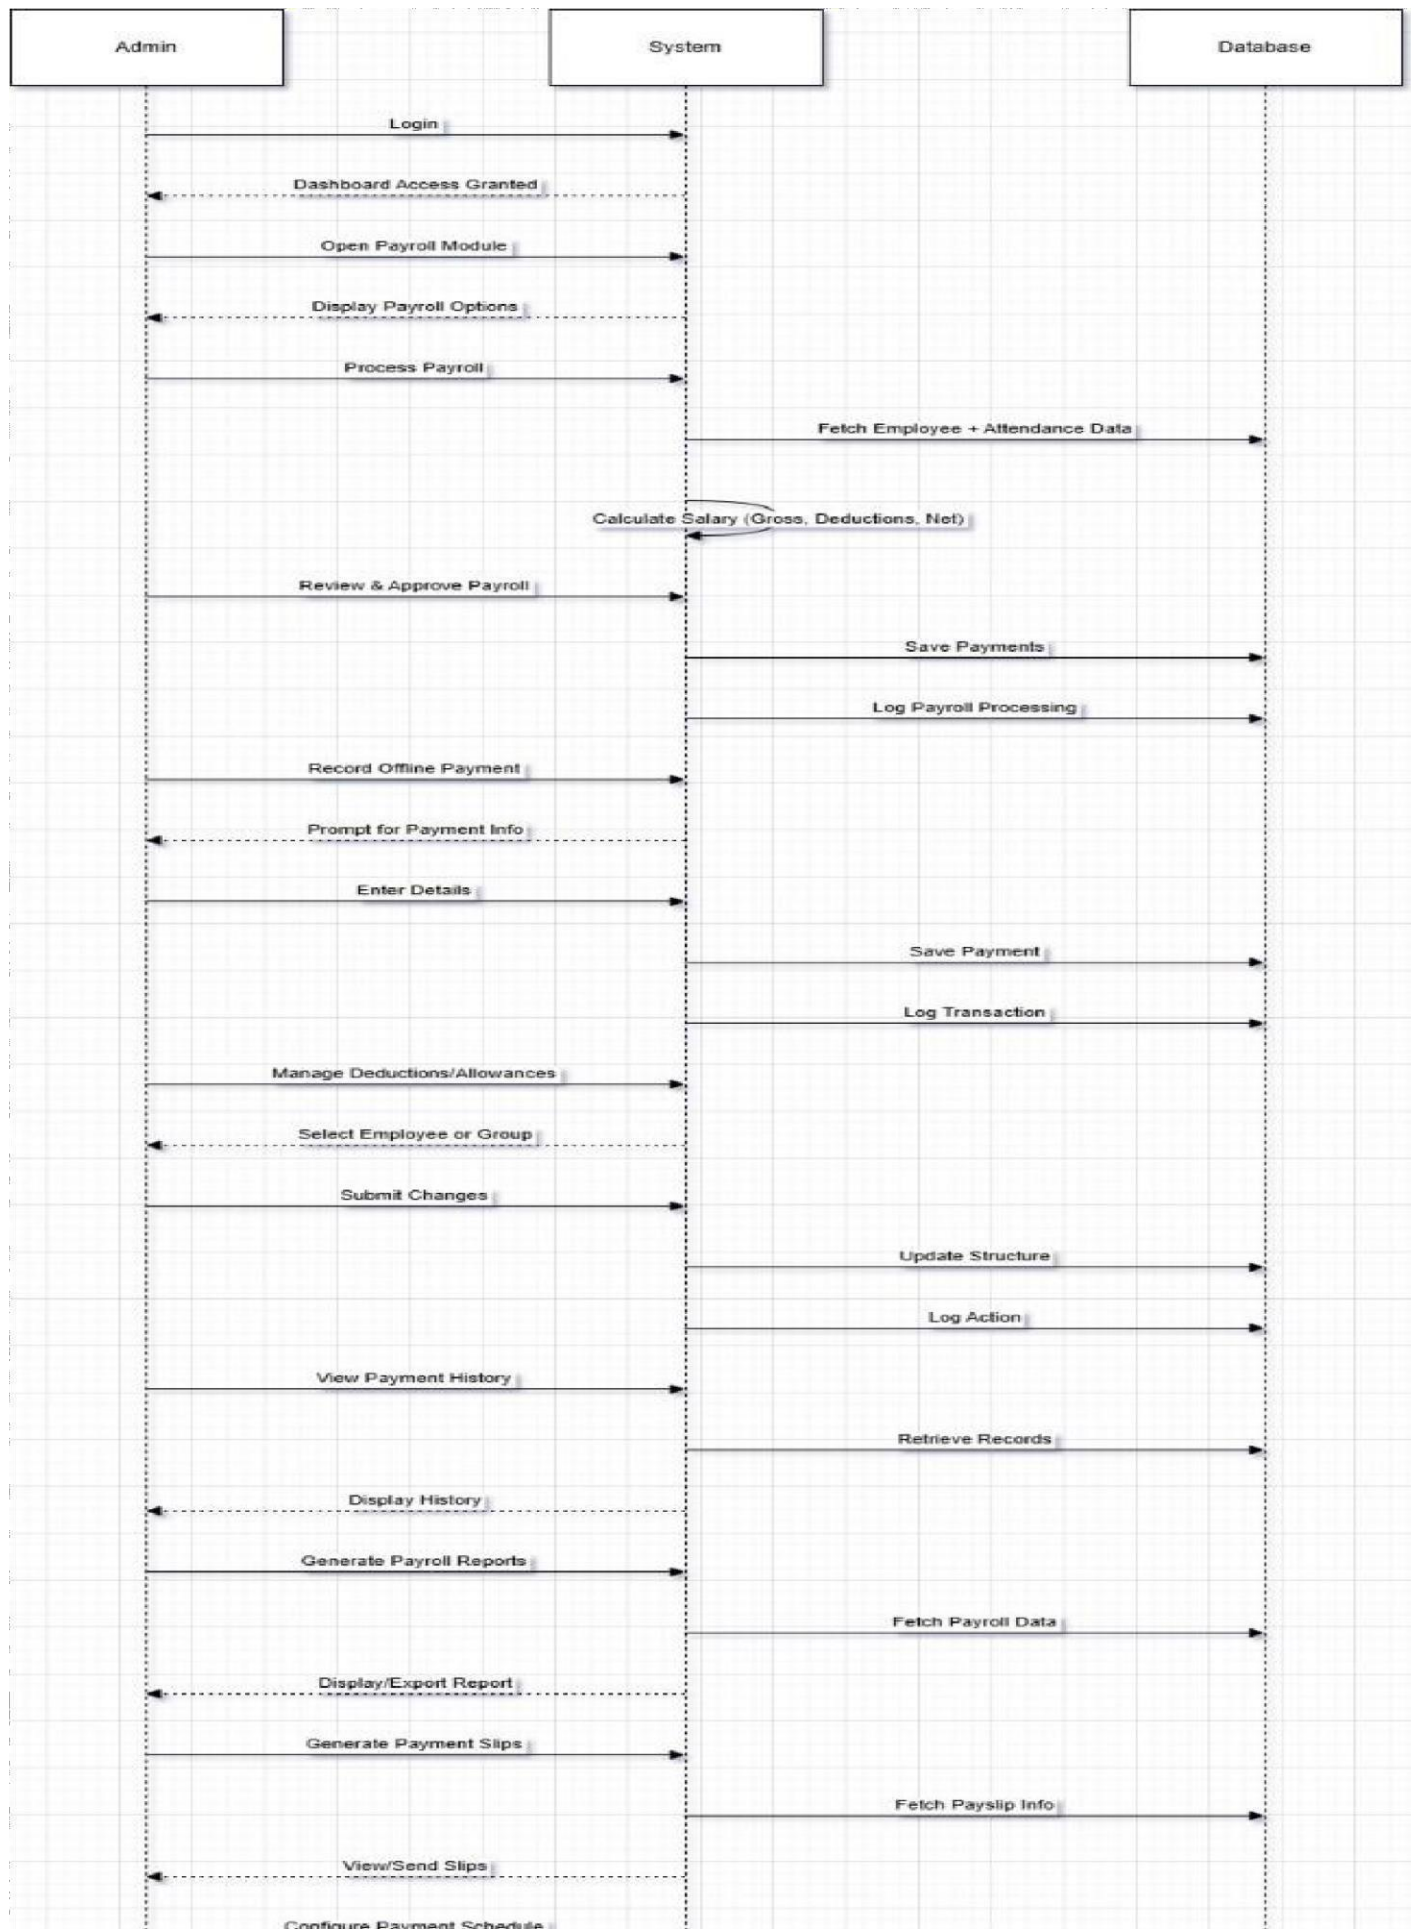 Admin
System
Database
Login
Dashboard Access Granted
Open Payroll Module
Display Payroll Options
Process Payroll
Fetch Employee + Attendance Data
Calculate Salary (Gross, Deductions, Net)
Review & Approve Payroll
Save Payments
Log Payroll Processing
Record Offline Payment
Prompt for Payment Info
Enter Details
Save Payment
Log Transaction
Manage Deductions/Allowances
Select Employee or Group
Submit Changes
Update Structure
Log Action
View Payment History
Retrieve Records
Display History
Generate Payroll Reports
Fetch Payroll Data
Display/Export Report
Generate Payment Slips
Fetch Payslip Info
View/Send Slips
Configure Payment Schedule